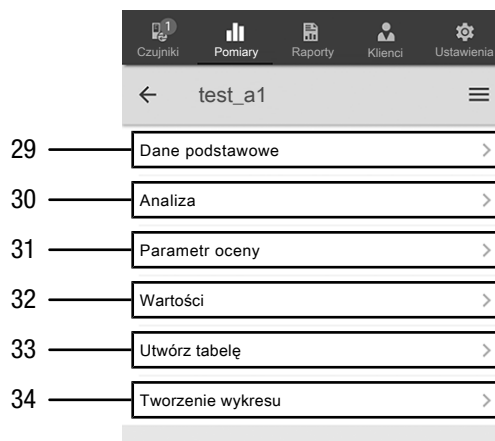 1
Czujniki Pomiary Raporty Klienci Ustawienia
test_a1
29 Dane podstawowe
30 Analiza
31 Parametr oceny
32 Wartości
33 Utwórz tabelę
34 Tworzenie wykresu